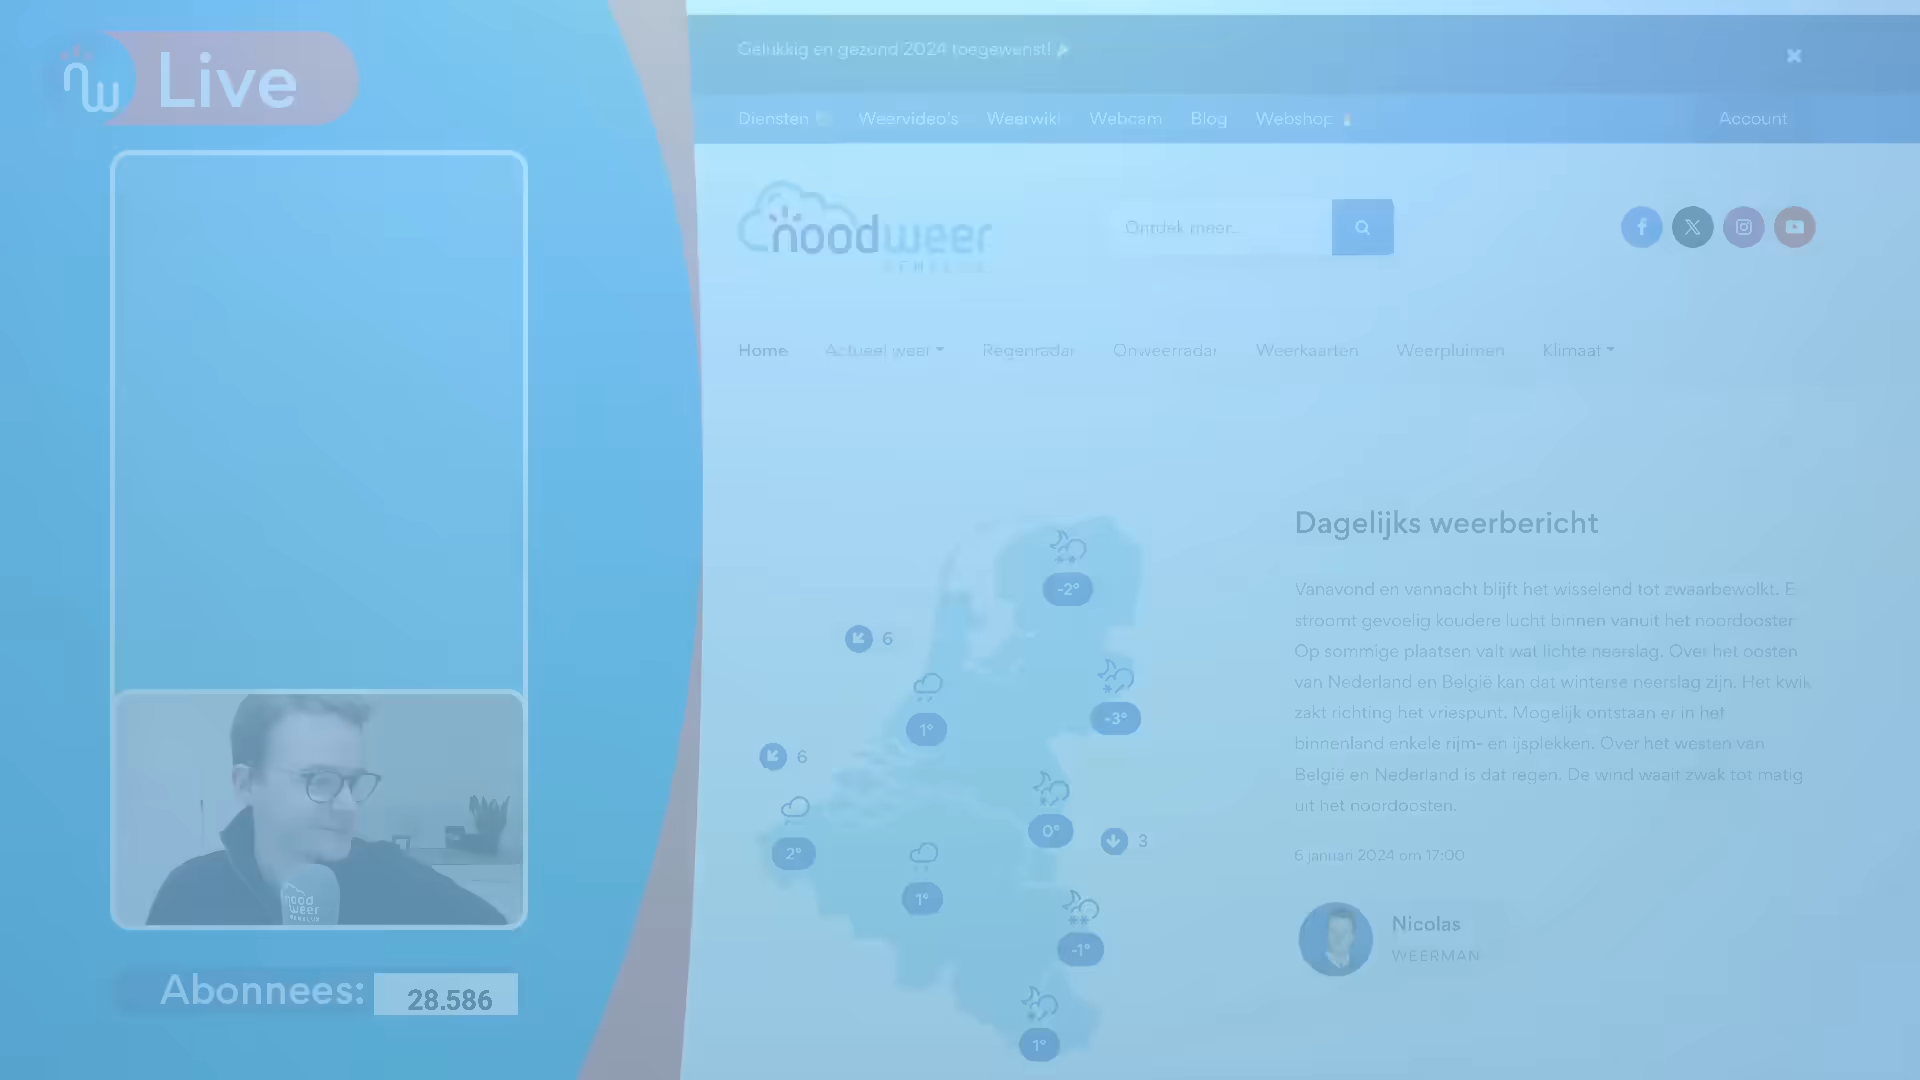 Live
Gelukkig en gezond 2024 toegewenst!
Diensten Weervideo's Weerwiki Webcam Blog Webshop Account
noodweer
BENELUX
Ontdek meer...
Home Actueel weer Regenradar Onweerradar Weerkaarten Weerpluimen Klimaat
Dagelijks weerbericht
Vanavond en vannacht blijft het wisselend tot zwaarbewolkt. E
stroomt gevoelig koudere lucht binnen vanuit het noordooster
Op sommige plaatsen valt wat lichte neerslag. Over het oosten
van Nederland en België kan dat winterse neerslag zijn. Het kwik
zakt richting het vriespunt. Mogelijk ontstaan er in het
binnenland enkele rijm- en ijsplekken. Over het westen van
België en Nederland is dat regen. De wind waait zwak tot matig
uit het noordoosten.
6 januari 2024 om 17:00
Nicolas
WEERMAN
-2°
6
-3°
1°
6
0°
3
2°
1°
-1°
1°
nood
weer
Abonnees: 28.586